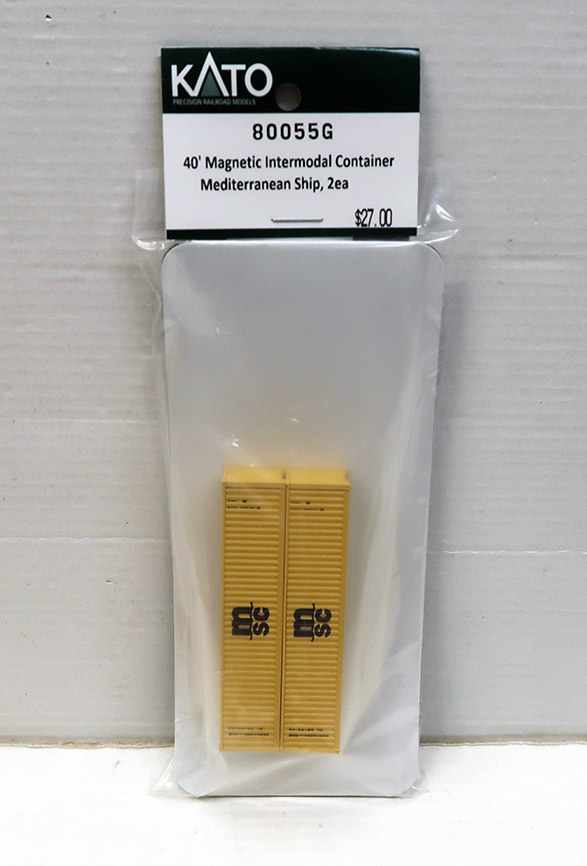 KATO
PRECISION RAILROAD MODELS
80055G
40' Magnetic Intermodal Container
Mediterranean Ship, 2ea
$27.00
msc
msc